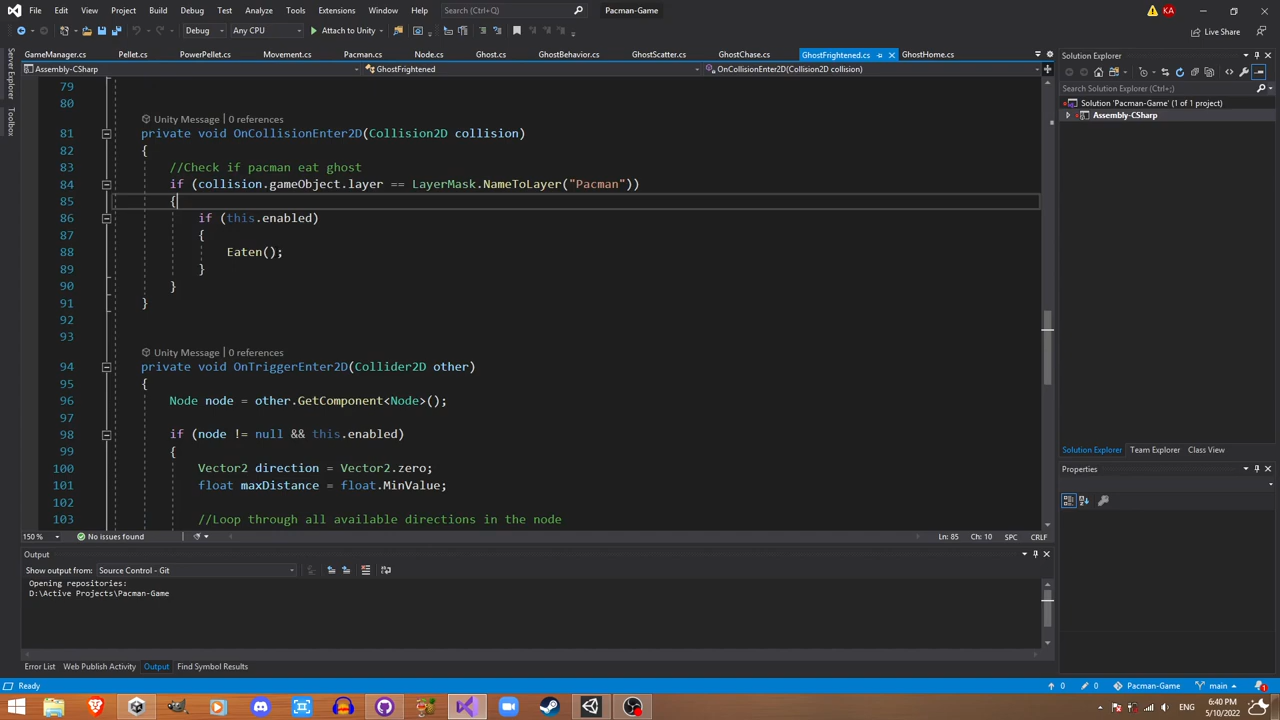 File Edit View Git Project Build Debug Test Analyze Tools Extensions Window Help Search (Ctrl+Q) Pacman-Game KA
Debug Any CPU Attach to Unity Live Share
GameManager.cs Pellet.cs PowerPellet.cs Movement.cs Pacman.cs Node.cs Ghost.cs GhostBehavior.cs GhostScatter.cs GhostChase.cs GhostFrightened.cs GhostHome.cs
Server Explorer
Toolbox
Assembly-CSharp GhostFrightened OnCollisionEnter2D(Collision2D collision)
79
80
Unity Message | 0 references
81 private void OnCollisionEnter2D(Collision2D collision)
82 {
83 //Check if pacman eat ghost
84 if (collision.gameObject.layer == LayerMask.NameToLayer("Pacman"))
85 {
86 if (this.enabled)
87 {
88 Eaten();
89 }
90 }
91 }
92
93
Unity Message | 0 references
94 private void OnTriggerEnter2D(Collider2D other)
95 {
96 Node node = other.GetComponent<Node>();
97
98 if (node != null && this.enabled)
99 {
100 Vector2 direction = Vector2.zero;
101 float maxDistance = float.MinValue;
102
103 //Loop through all available directions in the node
150 % No issues found Ln: 85 Ch: 10 SPC CRLF
Output
Show output from: Source Control - Git
Opening repositories:
D:\Active Projects\Pacman-Game
Error List Web Publish Activity Output Find Symbol Results
Solution Explorer
Search Solution Explorer (Ctrl+;)
Solution 'Pacman-Game' (1 of 1 project)
Assembly-CSharp
Solution Explorer Team Explorer Class View
Properties
Ready 0 0 Pacman-Game main 1
ENG 6:40 PM
5/10/2022